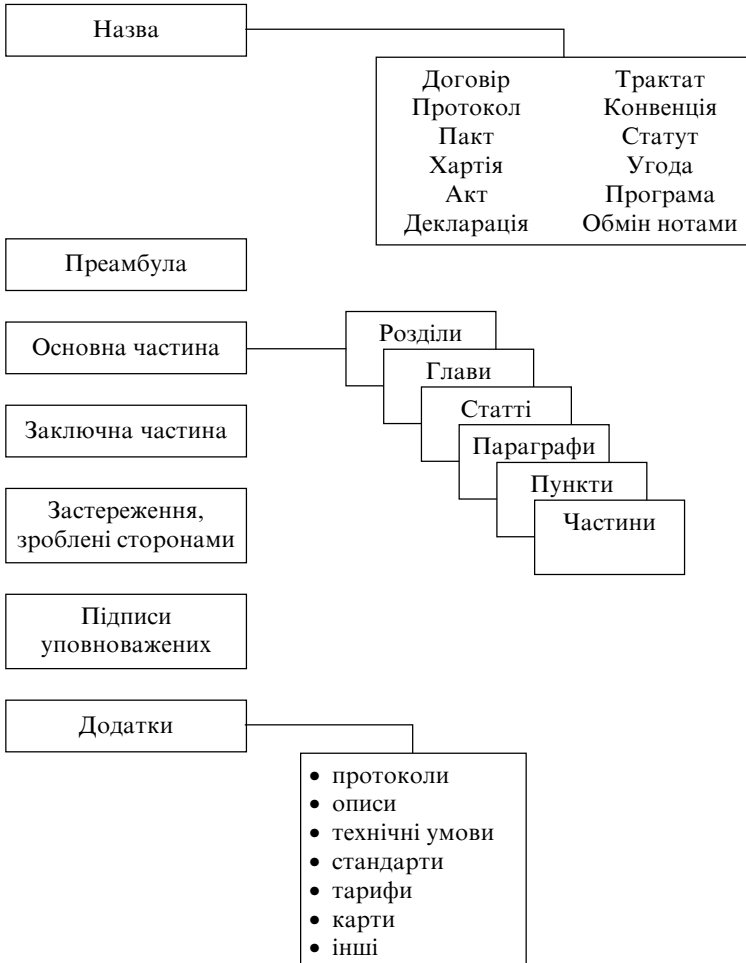 Назва
Договір Трактат
Протокол Конвенція
Пакт Статут
Хартія Угода
Акт Програма
Декларація Обмін нотами
Преамбула
Основна частина
Розділи
Глави
Статті
Параграфи
Пункти
Частини
Заключна частина
Застереження,
зроблені сторонами
Підписи
уповноважених
Додатки
• протоколи
• описи
• технічні умови
• стандарти
• тарифи
• карти
• інші